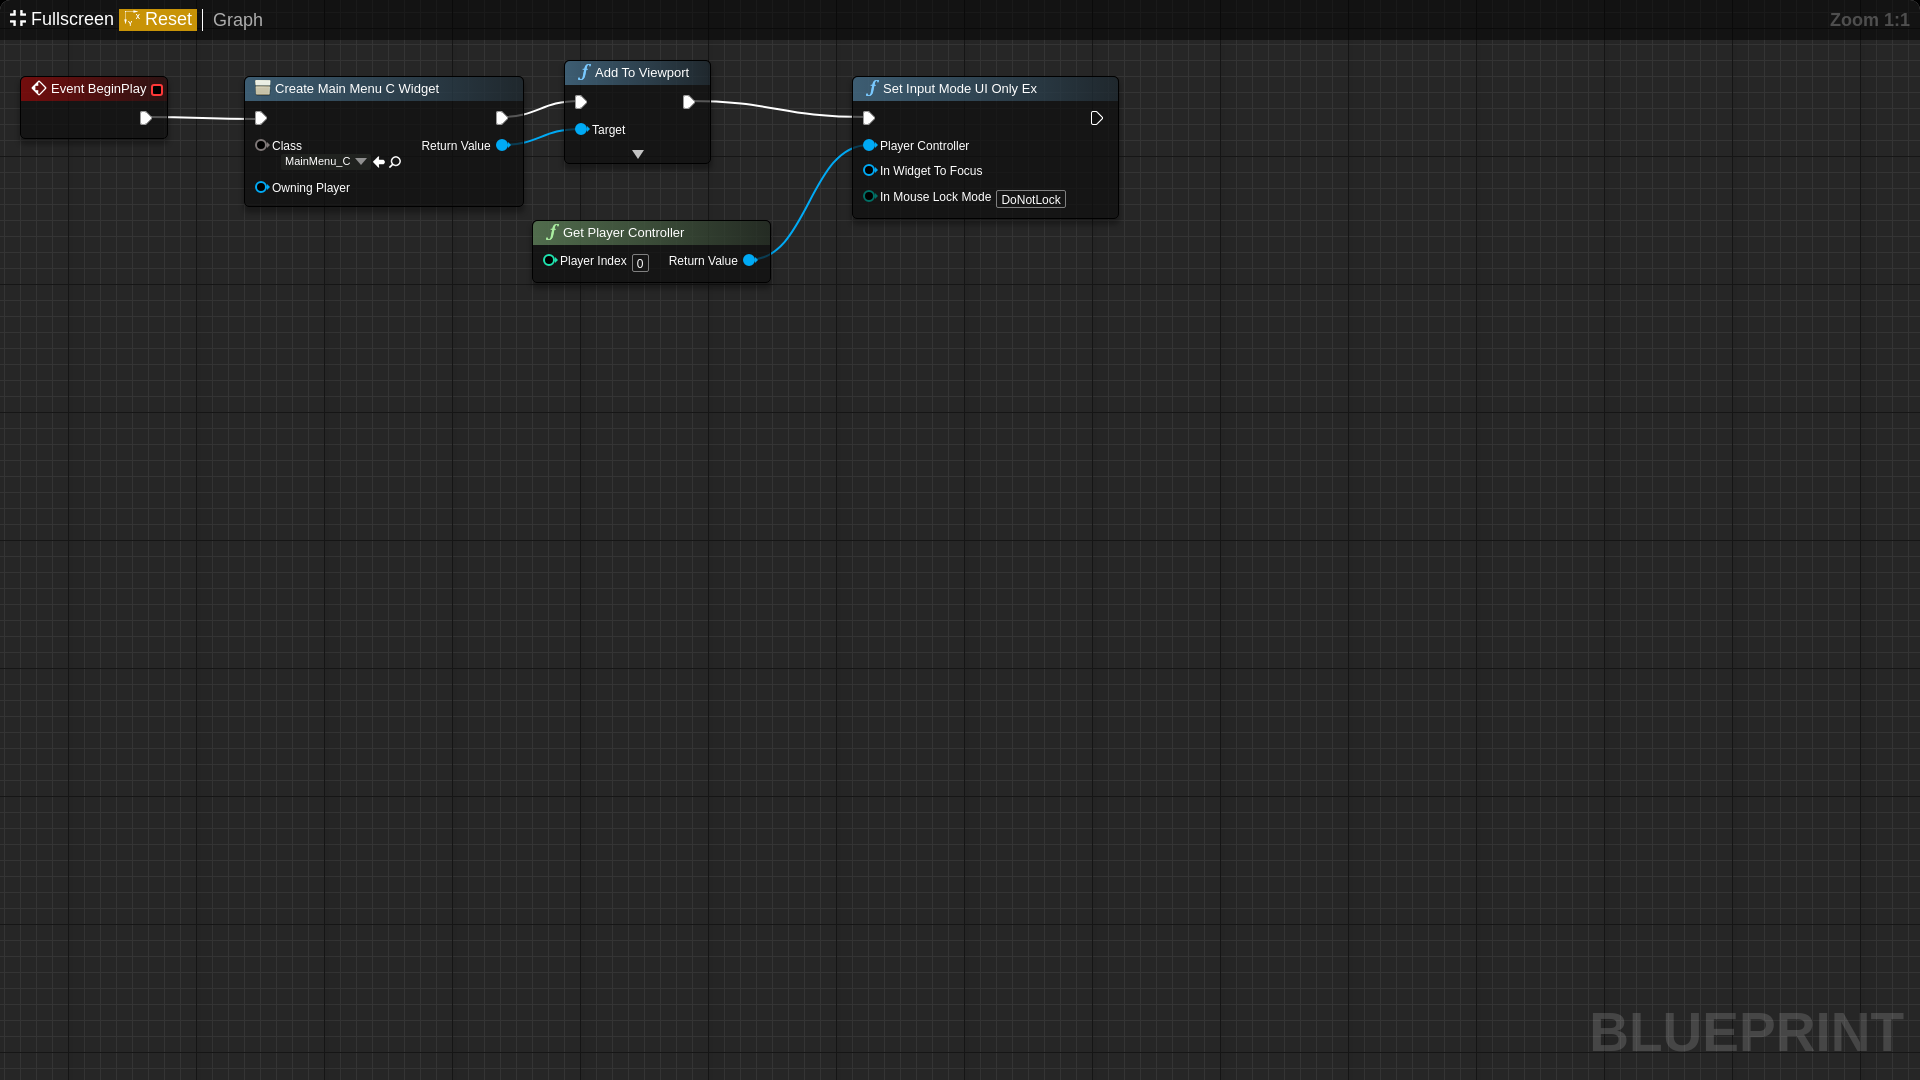 Fullscreen Reset Graph Zoom 1:1
Event BeginPlay
Create Main Menu C Widget
Class Return Value
MainMenu_C
Owning Player
Add To Viewport
Target
Set Input Mode UI Only Ex
Player Controller
In Widget To Focus
In Mouse Lock Mode DoNotLock
Get Player Controller
Player Index 0 Return Value
BLUEPRINT